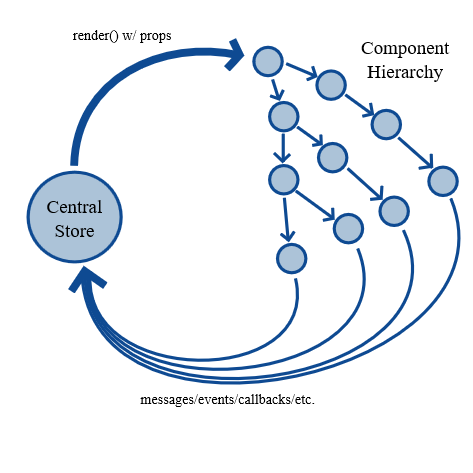 render() w/ props
Component
Hierarchy
Central
Store
messages/events/callbacks/etc.